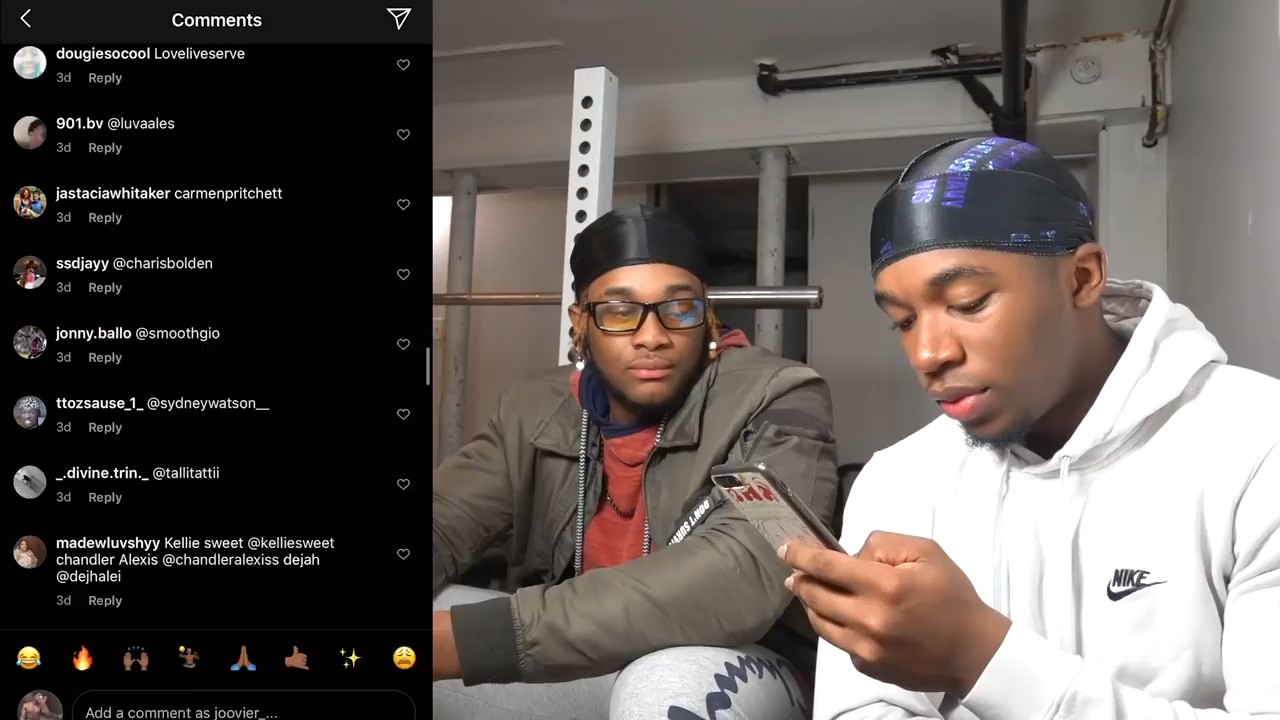 Comments
dougiesocool Loveliveserve
3d Reply
901.bv @luvaales
3d Reply
jastaciawhitaker carmenpritchett
3d Reply
ssdjayy @charisbolden
3d Reply
jonny.ballo @smoothgio
3d Reply
ttozsause_1_ @sydneywatson__
3d Reply
_.divine.trin._ @tallitattii
3d Reply
madewluvshyy Kellie sweet @kelliesweet
chandler Alexis @chandleralexiss dejah
@dejhalei
3d Reply
Add a comment as joovier_...
DON'T
NIKE